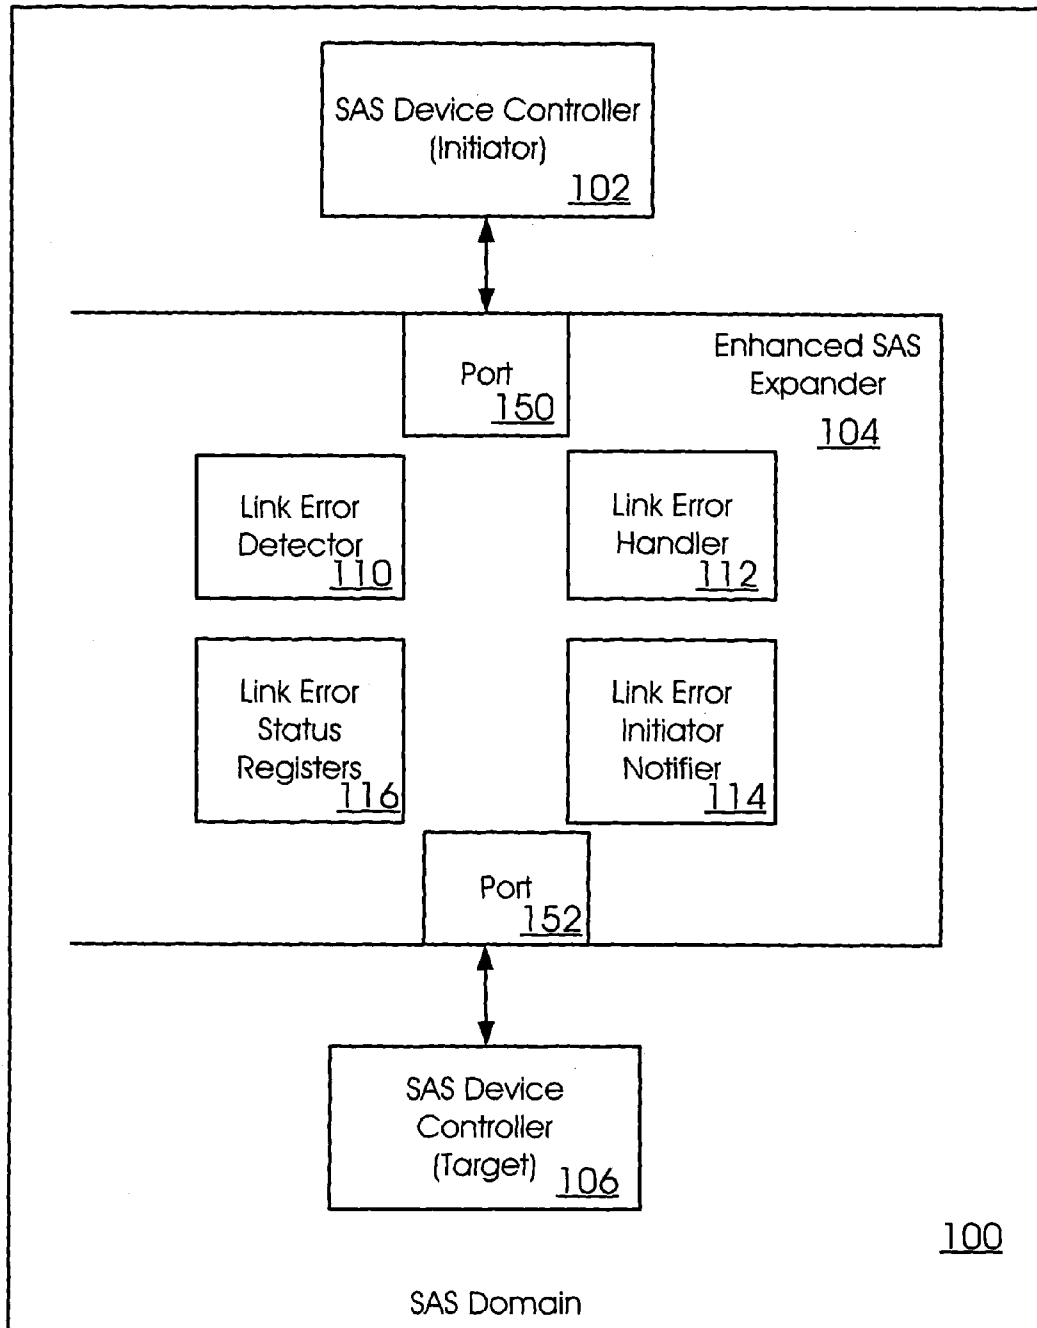 SAS Device Controller
(Initiator)
102
Port
150
Enhanced SAS
Expander
104
Link Error
Detector
110
Link Error
Handler
112
Link Error
Status
Registers
116
Link Error
Initiator
Notifier
114
Port
152
SAS Device
Controller
(Target)
106
100
SAS Domain